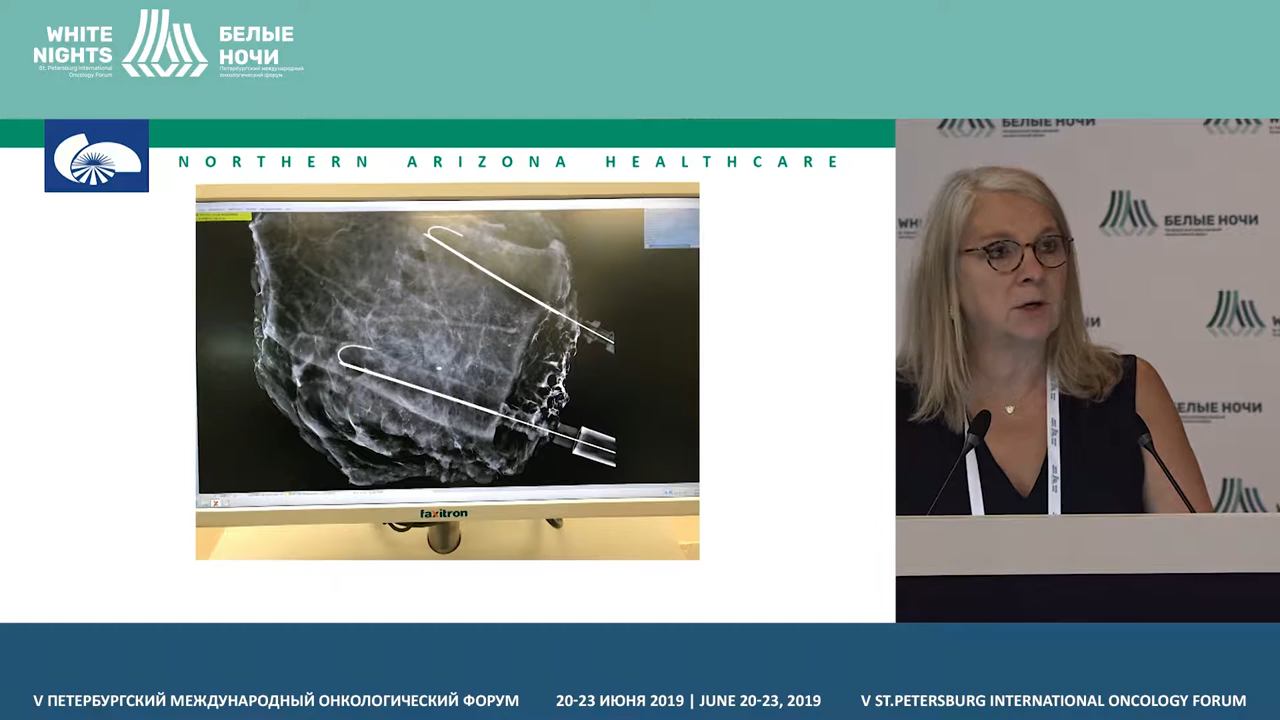 WHITE
NIGHTS
St. Petersburg International
Oncology Forum
БЕЛЫЕ
НОЧИ
Петербургский международный
онкологический форум
NORTHERN ARIZONA HEALTHCARE
faxitron
БЕЛЫЕ НОЧИ
БЕЛЫЕ НОЧИ
БЕЛЫЕ НОЧИ
V ПЕТЕРБУРГСКИЙ МЕЖДУНАРОДНЫЙ ОНКОЛОГИЧЕСКИЙ ФОРУМ
20-23 ИЮНЯ 2019 | JUNE 20-23, 2019
V ST.PETERSBURG INTERNATIONAL ONCOLOGY FORUM